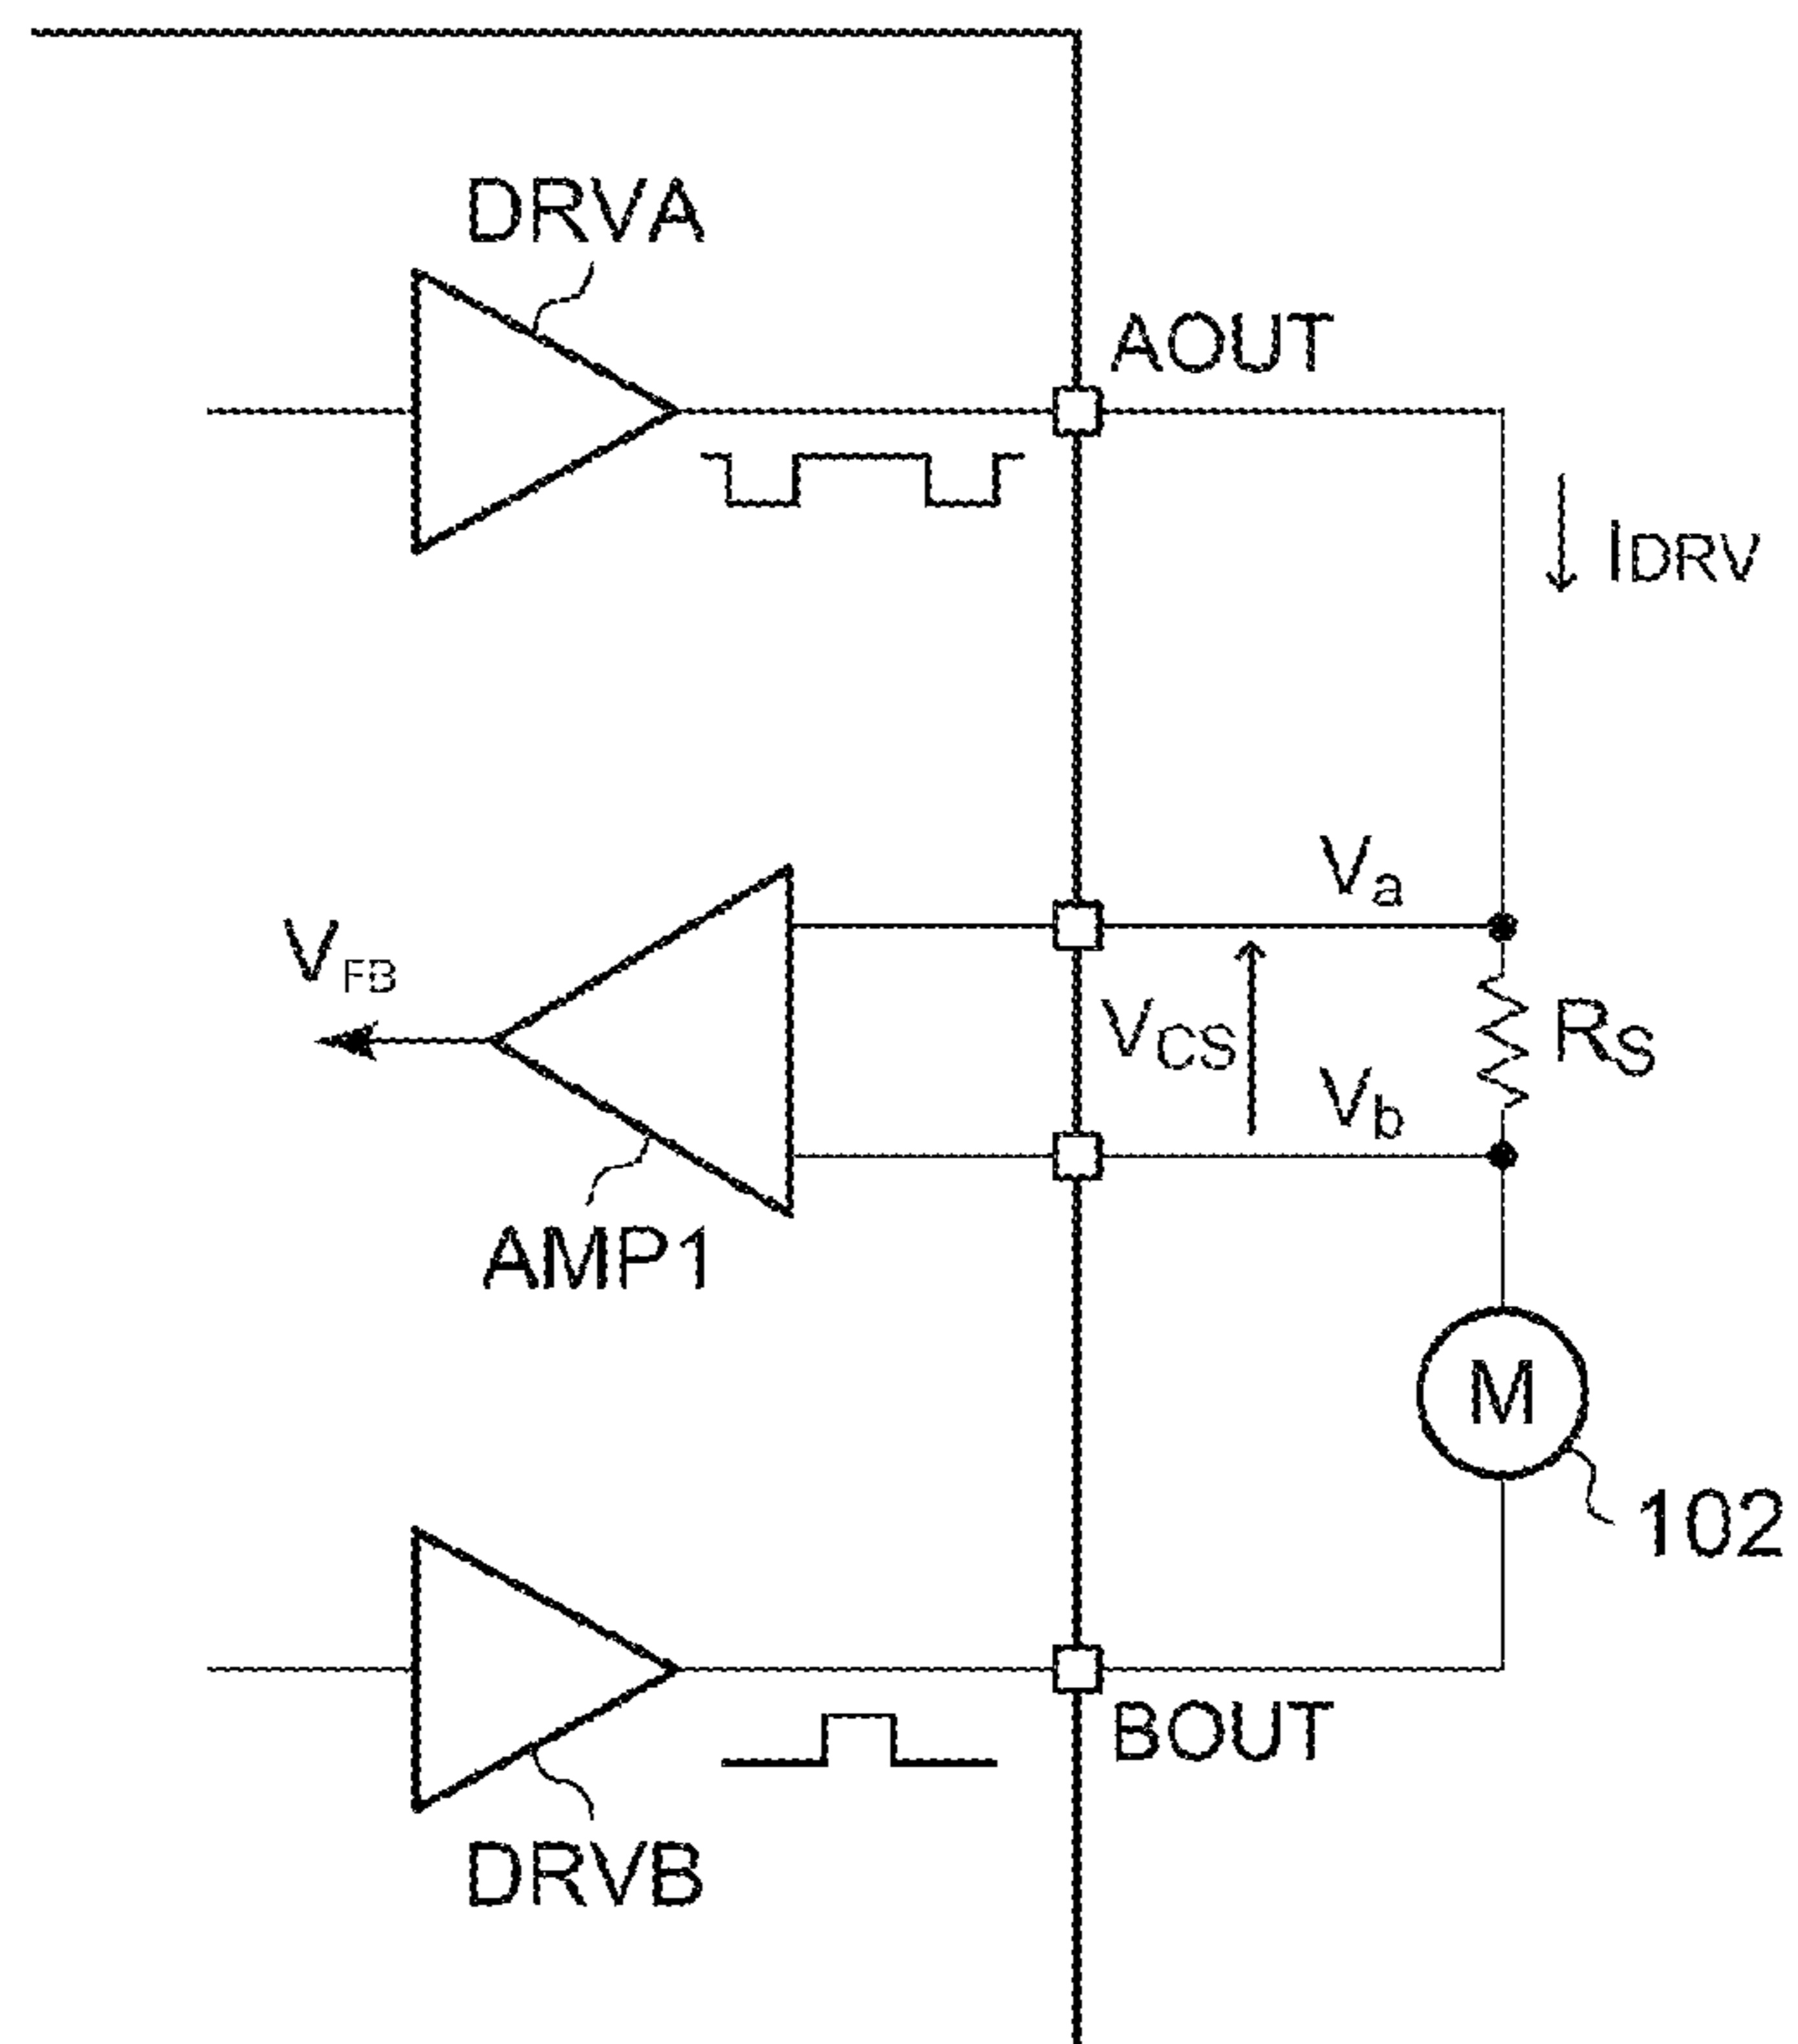 DRVA
AOUT
IDRV
Va
VFB
VCS
RS
Vb
AMP1
M
102
BOUT
DRVB